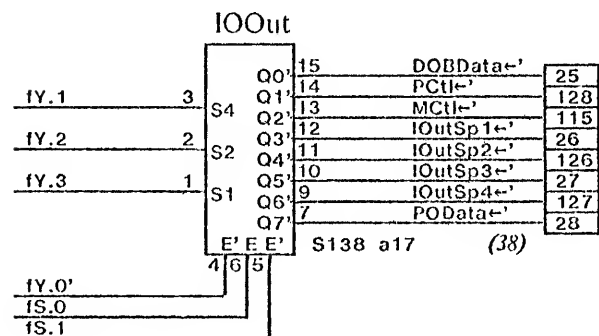 IOOut
15 DOBData←' 25
Q0'
14 PCtl←' 128
Q1'
fY.1 3 S4
13 MCtl←' 115
Q2'
12 IOutSp1←' 26
Q3'
fY.2 2 S2
11 IOutSp2←' 126
Q4'
10 IOutSp3←' 27
Q5'
fY.3 1 S1
9 IOutSp4←' 127
Q6'
7 POData←' 28
Q7'
E' E E' S138 a17 (38)
4 6 5
fY.0'
fS.0
fS.1